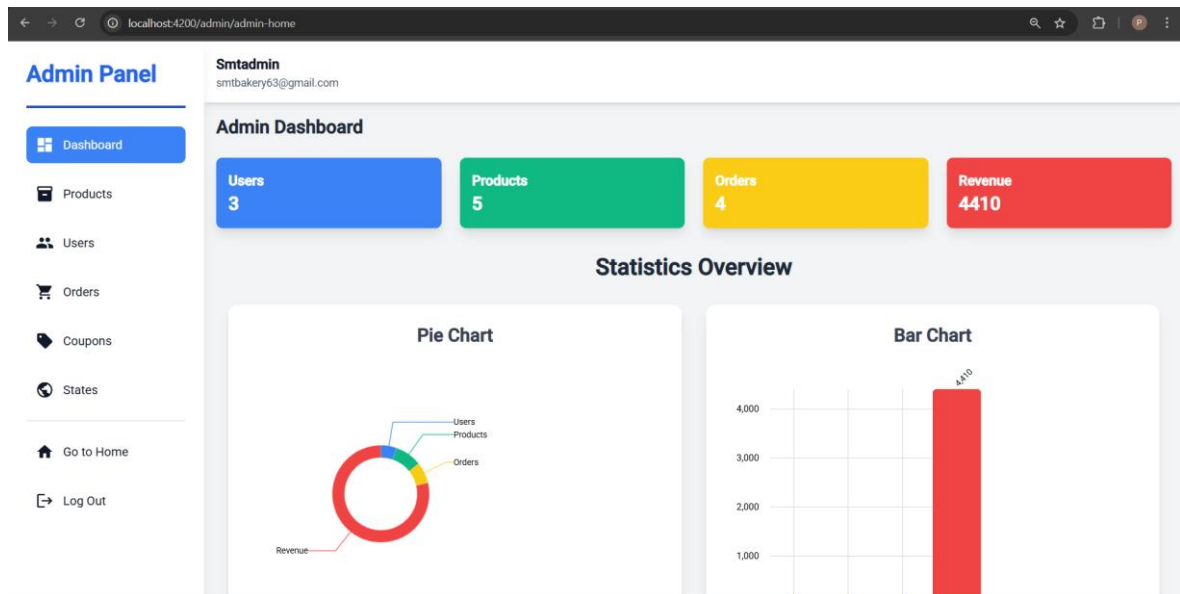 localhost:4200/admin/admin-home
P
Admin Panel
Smtadmin
smtbakery63@gmail.com
Dashboard
Products
Users
Orders
Coupons
States
Go to Home
Log Out
Admin Dashboard
Users
3
Products
5
Orders
4
Revenue
4410
Statistics Overview
Pie Chart
Users
Products
Orders
Revenue
Bar Chart
4,410
4,000
3,000
2,000
1,000